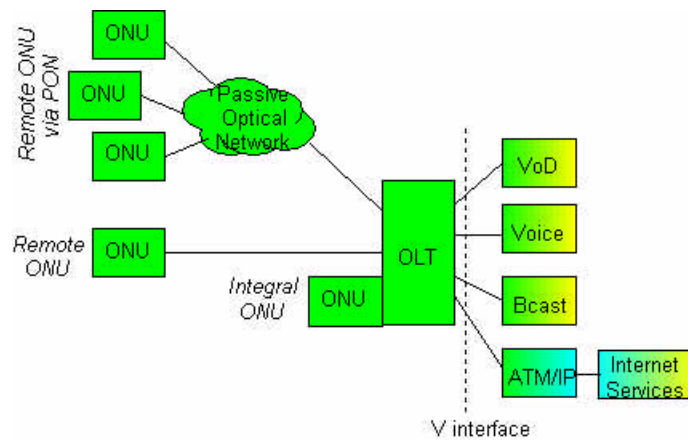 ONU
ONU
ONU
Remote ONU
via PON
Passive
Optical
Network
VoD
Voice
Remote
ONU
ONU
OLT
Integral
ONU
ONU
Bcast
ATM/IP
Internet
Services
V interface